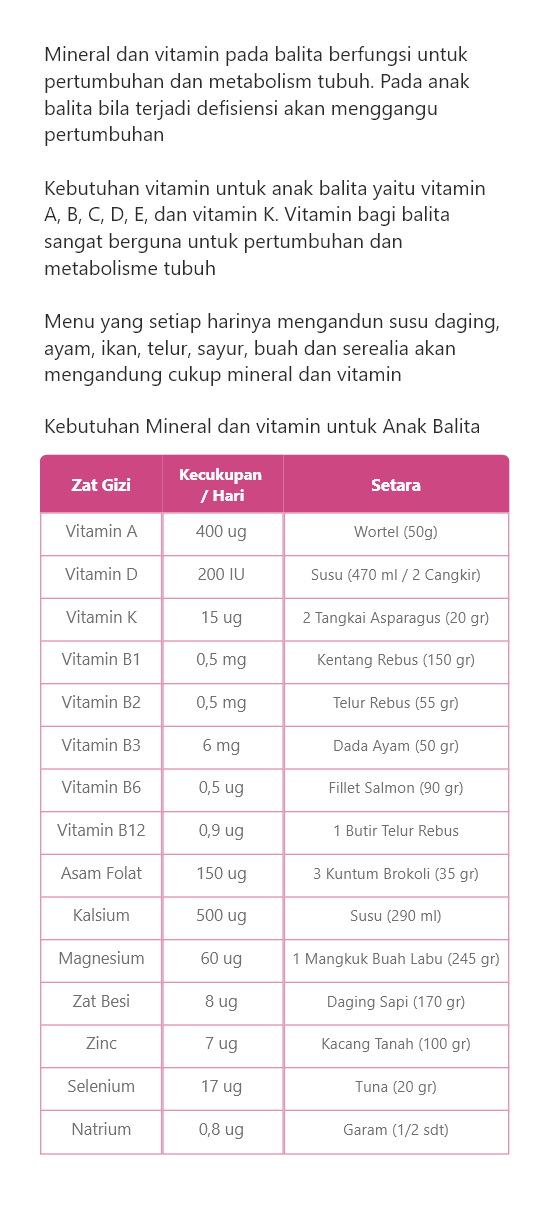 Mineral dan vitamin pada balita berfungsi untuk
pertumbuhan dan metabolism tubuh. Pada anak
balita bila terjadi defisiensi akan menggangu
pertumbuhan
Kebutuhan vitamin untuk anak balita yaitu vitamin
A, B, C, D, E, dan vitamin K. Vitamin bagi balita
sangat berguna untuk pertumbuhan dan
metabolisme tubuh
Menu yang setiap harinya mengandun susu daging,
ayam, ikan, telur, sayur, buah dan serealia akan
mengandung cukup mineral dan vitamin
Kebutuhan Mineral dan vitamin untuk Anak Balita
Zat Gizi Kecukupan / Hari Setara
Vitamin A 400 ug Wortel (50g)
Vitamin D 200 IU Susu (470 ml / 2 Cangkir)
Vitamin K 15 ug 2 Tangkai Asparagus (20 gr)
Vitamin B1 0,5 mg Kentang Rebus (150 gr)
Vitamin B2 0,5 mg Telur Rebus (55 gr)
Vitamin B3 6 mg Dada Ayam (50 gr)
Vitamin B6 0,5 ug Fillet Salmon (90 gr)
Vitamin B12 0,9 ug 1 Butir Telur Rebus
Asam Folat 150 ug 3 Kuntum Brokoli (35 gr)
Kalsium 500 ug Susu (290 ml)
Magnesium 60 ug 1 Mangkuk Buah Labu (245 gr)
Zat Besi 8 ug Daging Sapi (170 gr)
Zinc 7 ug Kacang Tanah (100 gr)
Selenium 17 ug Tuna (20 gr)
Natrium 0,8 ug Garam (1/2 sdt)